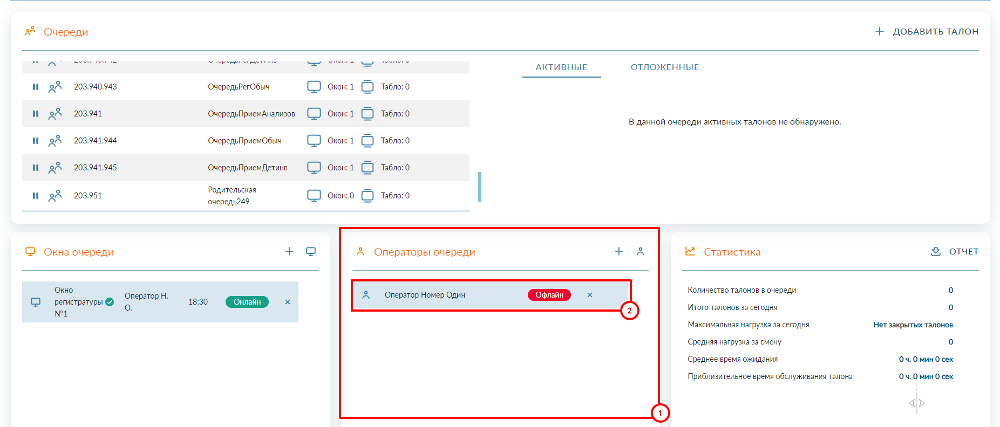 Очереди
ДОБАВИТЬ ТАЛОН
АКТИВНЫЕ
ОТЛОЖЕННЫЕ
203.940.943 ОчередьРегОбыч Окон: 1 Табло: 0
203.941 ОчередьПриемАнализов Окон: 1 Табло: 0
203.941.944 ОчередьПриемОбыч Окон: 1 Табло: 0
203.941.945 ОчередьПриемДетинв Окон: 1 Табло: 0
203.951 Родительская Окон: 0 Табло: 0
очередь249
В данной очереди активных талонов не обнаружено.
Окна очереди
Окно
регистратуры
№1
Оператор Н.
О.
18:30
Онлайн
Операторы очереди
Оператор Номер Один Офлайн
2
1
Статистика
ОТЧЕТ
Количество талонов в очереди 0
Итого талонов за сегодня 0
Максимальная нагрузка за сегодня Нет закрытых талонов
Средняя нагрузка за смену 0
Среднее время ожидания 0 ч. 0 мин 0 сек
Приблизительное время обслуживания талона 0 ч. 0 мин 0 сек